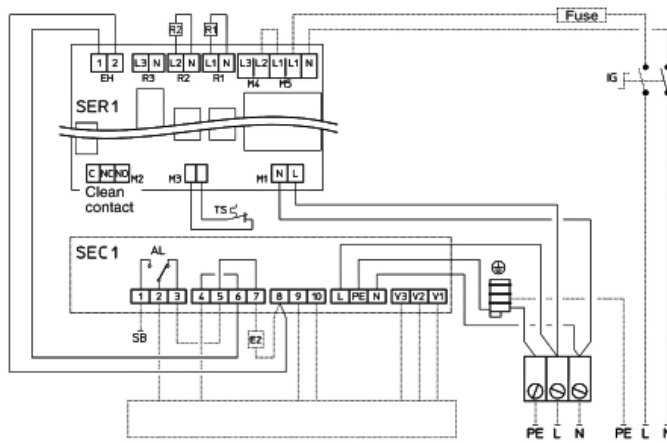 Fuse
R2 R1
1 2 L3 N L2 N L1 N L3 L2 L1 L1 N
EH R3 R2 R1 M4 M5
IG
SER1
C NC NO M2 M3 N L M1
Clean
contact
TS
SEC1
AL
1 2 3 4 5 6 7 8 9 10 L PE N V3 V2 V1
SB
E2
PE L N PE L N